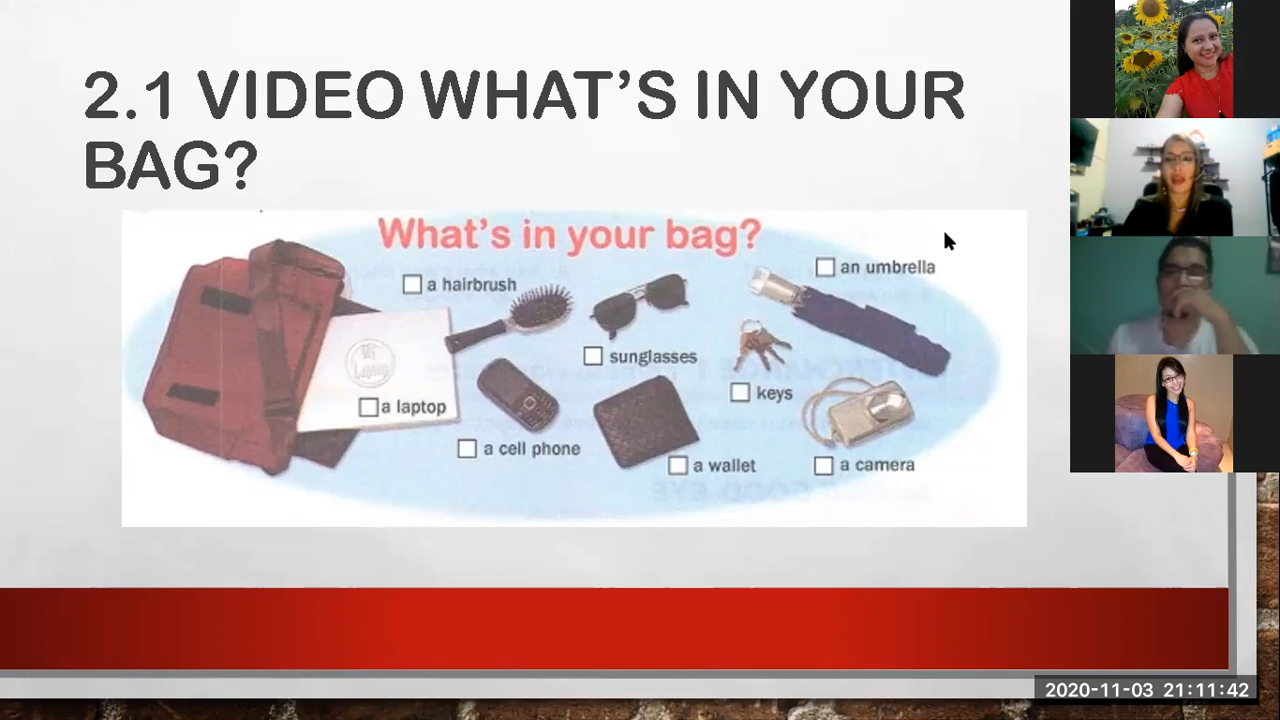 2.1 VIDEO WHAT'S IN YOUR
BAG?
What's in your bag?
a hairbrush
an umbrella
sunglasses
keys
a laptop
Laptop
a cell phone
a wallet
a camera
2020-11-03 21:11:42